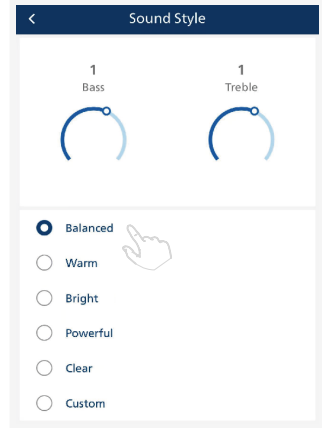 Sound Style
1 1
Bass Treble
Balanced
Warm
Bright
Powerful
Clear
Custom